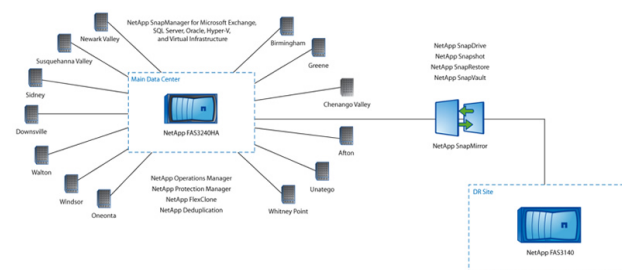 NetApp SnapManager for Microsoft Exchange,
SQL Server, Oracle, Hyper-V,
and Virtual Infrastructure
Newark Valley
Birmingham
Susquehanna Valley
Greene
Sidney
Chenango Valley
Downsville
Afton
Walton
Unatego
Windsor
Whitney Point
Oneonta
Main Data Center
NetApp FAS3240HA
NetApp Operations Manager
NetApp Protection Manager
NetApp FlexClone
NetApp Deduplication
NetApp SnapDrive
NetApp Snapshot
NetApp SnapRestore
NetApp SnapVault
NetApp SnapMirror
DR Site
NetApp FAS3140